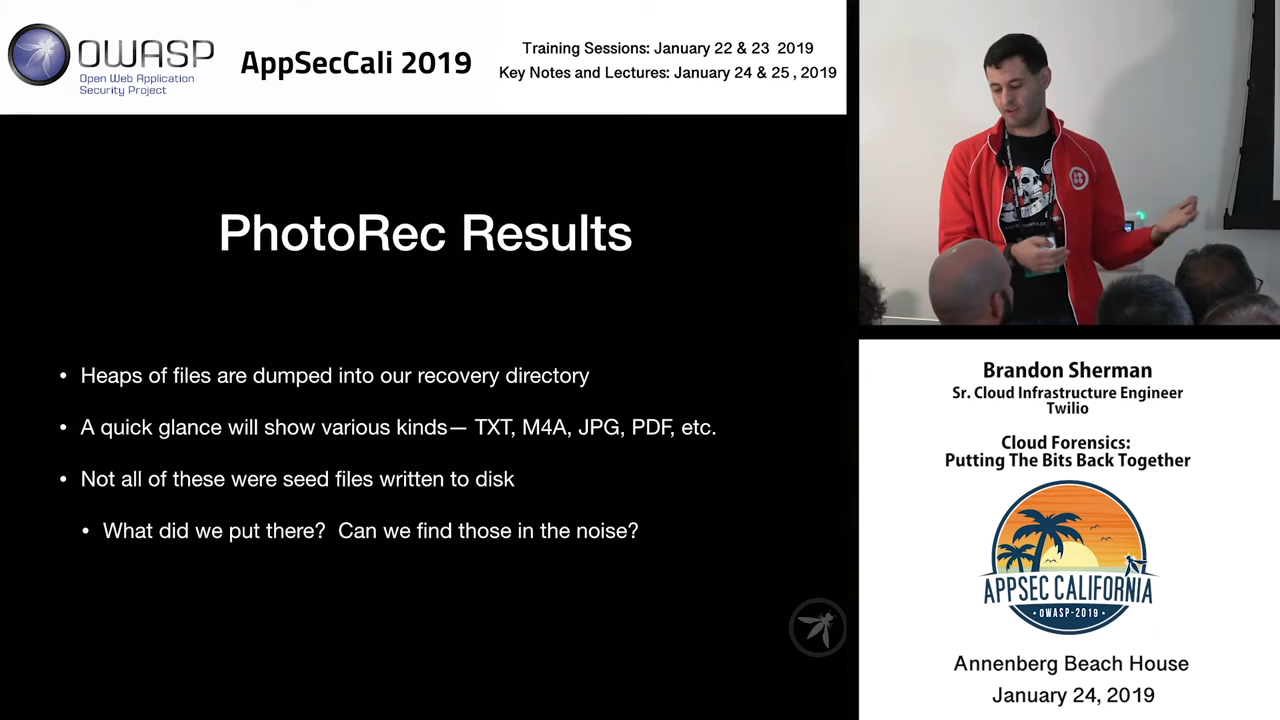 OWASP
Open Web Application
Security Project
AppSecCali 2019
Training Sessions: January 22 & 23 2019
Key Notes and Lectures: January 24 & 25 , 2019
PhotoRec Results
• Heaps of files are dumped into our recovery directory
• A quick glance will show various kinds— TXT, M4A, JPG, PDF, etc.
• Not all of these were seed files written to disk
• What did we put there? Can we find those in the noise?
Brandon Sherman
Sr. Cloud Infrastructure Engineer
Twilio
Cloud Forensics:
Putting The Bits Back Together
APPSEC CALIFORNIA
• OWASP-2019 •
Annenberg Beach House
January 24, 2019